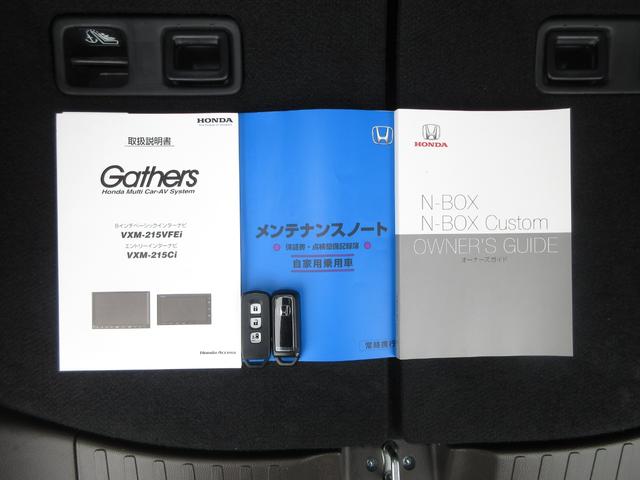 HONDA
取扱説明書
Gathers
Honda Multi Car-AV System
8インチベーシックインターナビ
VXM-215VFEi
エントリーインターナビ
VXM-215Ci
Honda Access
メンテナンスノート
保証書・点検整備記録簿
自家用乗用車
常時携行
HONDA
N-BOX
N-BOX Custom
OWNER'S GUIDE
オーナーズガイド